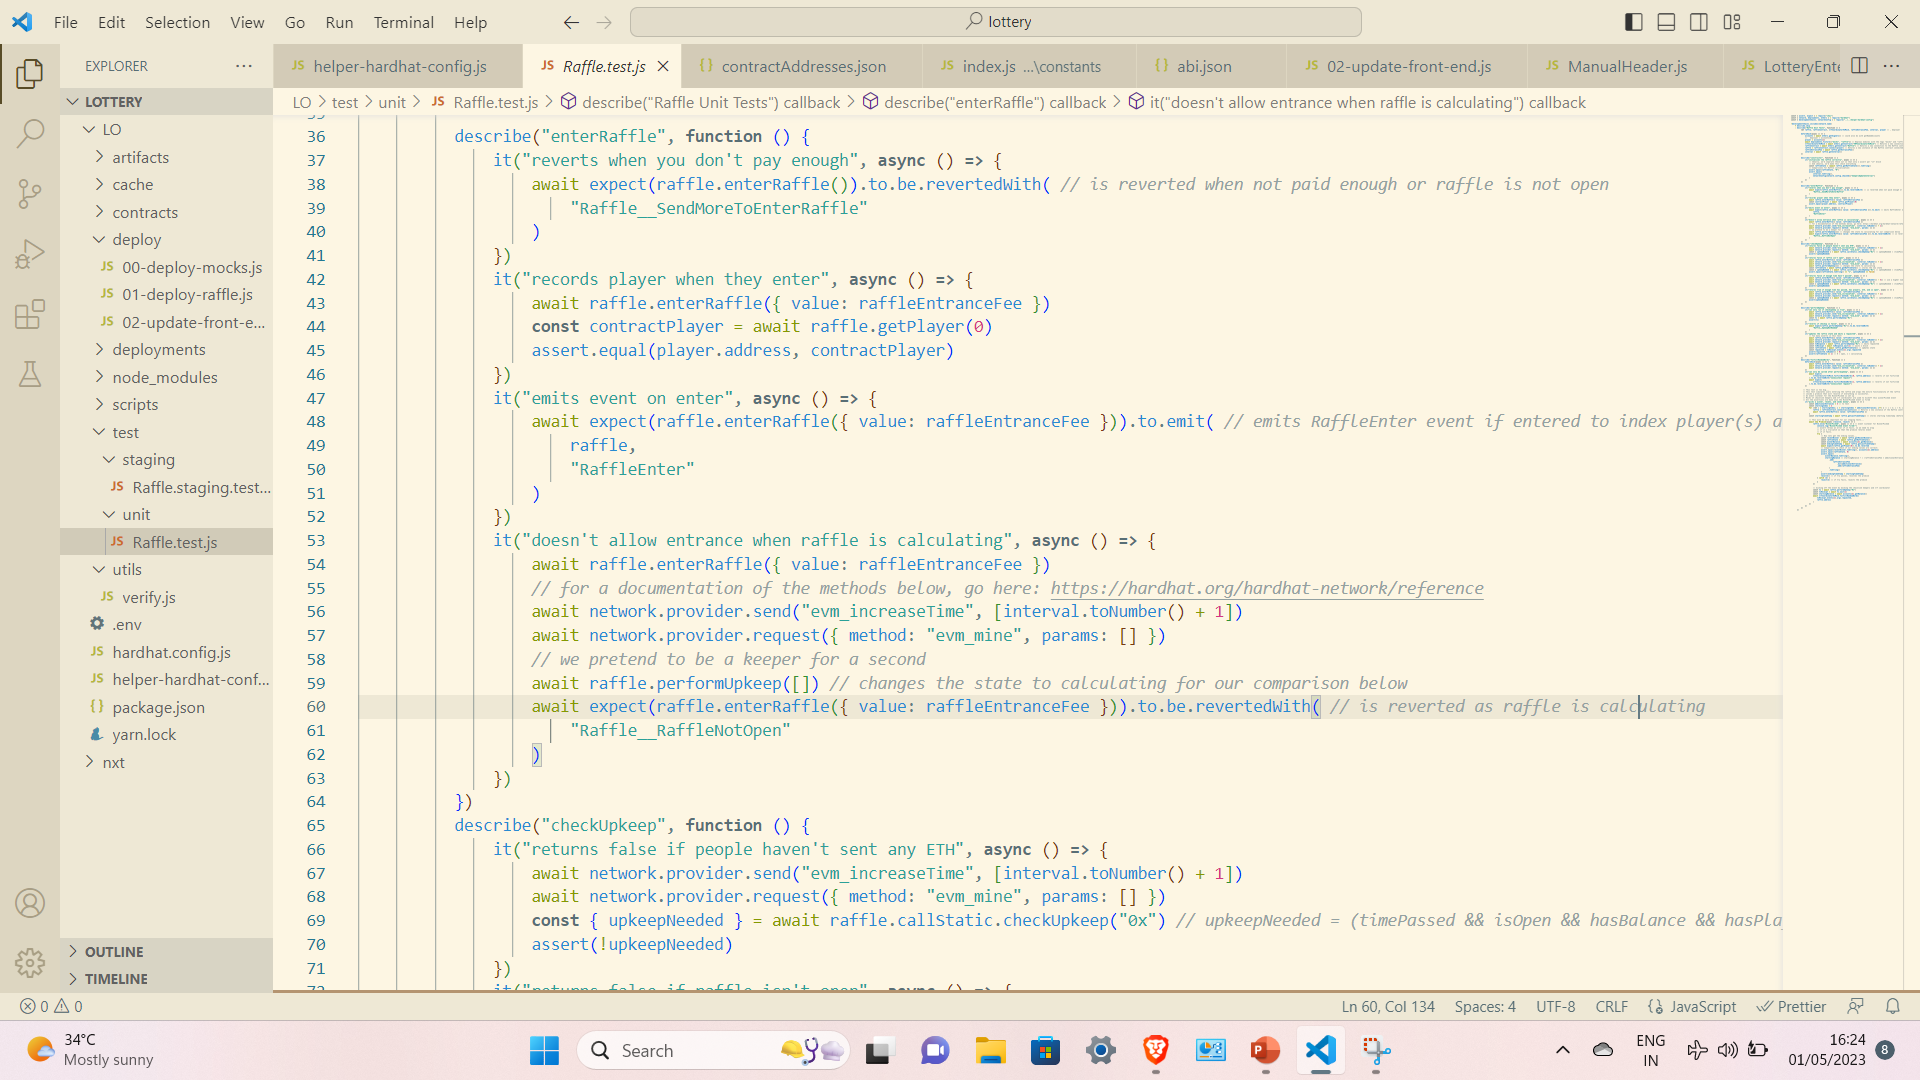 File Edit Selection View Go Run Terminal Help
lottery
EXPLORER
helper-hardhat-config.js
Raffle.test.js
contractAddresses.json
index.js ...\constants
abi.json
02-update-front-end.js
ManualHeader.js
LotteryEnt
LOTTERY
LO
artifacts
cache
contracts
deploy
00-deploy-mocks.js
01-deploy-raffle.js
02-update-front-e...
deployments
node_modules
scripts
test
staging
Raffle.staging.test...
unit
Raffle.test.js
utils
verify.js
.env
hardhat.config.js
helper-hardhat-conf...
package.json
yarn.lock
nxt
OUTLINE
TIMELINE
LO > test > unit > JS Raffle.test.js > describe("Raffle Unit Tests") callback > describe("enterRaffle") callback > it("doesn't allow entrance when raffle is calculating") callback
36 describe("enterRaffle", function () {
37 it("reverts when you don't pay enough", async () => {
38 await expect(raffle.enterRaffle()).to.be.revertedWith( // is reverted when not paid enough or raffle is not open
39 "Raffle__SendMoreToEnterRaffle"
40 )
41 })
42 it("records player when they enter", async () => {
43 await raffle.enterRaffle({ value: raffleEntranceFee })
44 const contractPlayer = await raffle.getPlayer(0)
45 assert.equal(player.address, contractPlayer)
46 })
47 it("emits event on enter", async () => {
48 await expect(raffle.enterRaffle({ value: raffleEntranceFee })).to.emit( // emits RaffleEnter event if entered to index player(s) a
49 raffle,
50 "RaffleEnter"
51 )
52 })
53 it("doesn't allow entrance when raffle is calculating", async () => {
54 await raffle.enterRaffle({ value: raffleEntranceFee })
55 // for a documentation of the methods below, go here: https://hardhat.org/hardhat-network/reference
56 await network.provider.send("evm_increaseTime", [interval.toNumber() + 1])
57 await network.provider.request({ method: "evm_mine", params: [] })
58 // we pretend to be a keeper for a second
59 await raffle.performUpkeep([]) // changes the state to calculating for our comparison below
60 await expect(raffle.enterRaffle({ value: raffleEntranceFee })).to.be.revertedWith( // is reverted as raffle is calculating
61 "Raffle__RaffleNotOpen"
62 )
63 })
64 })
65 describe("checkUpkeep", function () {
66 it("returns false if people haven't sent any ETH", async () => {
67 await network.provider.send("evm_increaseTime", [interval.toNumber() + 1])
68 await network.provider.request({ method: "evm_mine", params: [] })
69 const { upkeepNeeded } = await raffle.callStatic.checkUpkeep("0x") // upkeepNeeded = (timePassed && isOpen && hasBalance && hasPla
70 assert(!upkeepNeeded)
71 })
72 it("returns false if raffle isn't open", async () => {
0 0
Ln 60, Col 134 Spaces: 4 UTF-8 CRLF {} JavaScript Prettier
34°C
Mostly sunny
Search
ENG
IN
16:24
01/05/2023
8